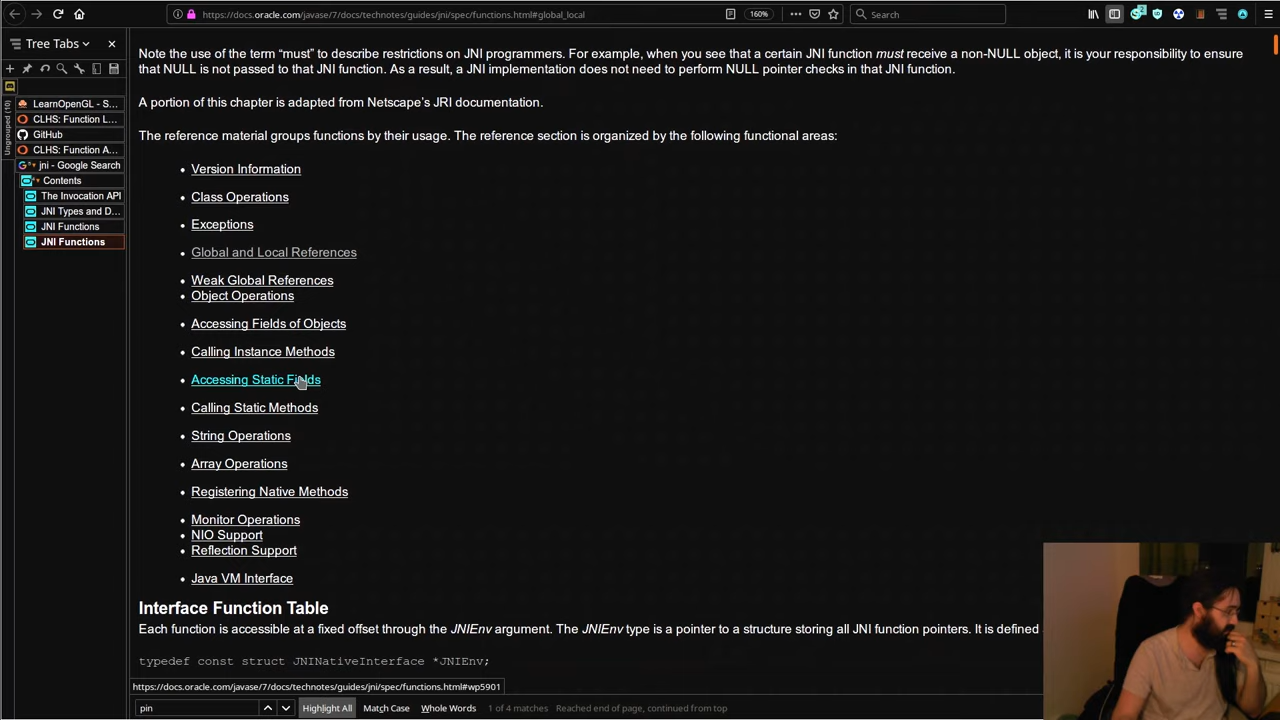 https://docs.oracle.com/javase/7/docs/technotes/guides/jni/spec/functions.html#global_local
160%
Search
Tree Tabs
Note the use of the term “must” to describe restrictions on JNI programmers. For example, when you see that a certain JNI function must receive a non-NULL object, it is your responsibility to ensure
that NULL is not passed to that JNI function. As a result, a JNI implementation does not need to perform NULL pointer checks in that JNI function.
A portion of this chapter is adapted from Netscape’s JRI documentation.
The reference material groups functions by their usage. The reference section is organized by the following functional areas:
Ungrouped (10)
LearnOpenGL - S...
CLHS: Function L...
GitHub
CLHS: Function A...
jni - Google Search
Contents
The Invocation API
JNI Types and D...
JNI Functions
JNI Functions
• Version Information
• Class Operations
• Exceptions
• Global and Local References
• Weak Global References
• Object Operations
• Accessing Fields of Objects
• Calling Instance Methods
• Accessing Static Fields
• Calling Static Methods
• String Operations
• Array Operations
• Registering Native Methods
• Monitor Operations
• NIO Support
• Reflection Support
• Java VM Interface
Interface Function Table
Each function is accessible at a fixed offset through the JNIEnv argument. The JNIEnv type is a pointer to a structure storing all JNI function pointers. It is defined
typedef const struct JNINativeInterface *JNIEnv;
https://docs.oracle.com/javase/7/docs/technotes/guides/jni/spec/functions.html#wp5901
pin
Highlight All
Match Case
Whole Words
1 of 4 matches
Reached end of page, continued from top